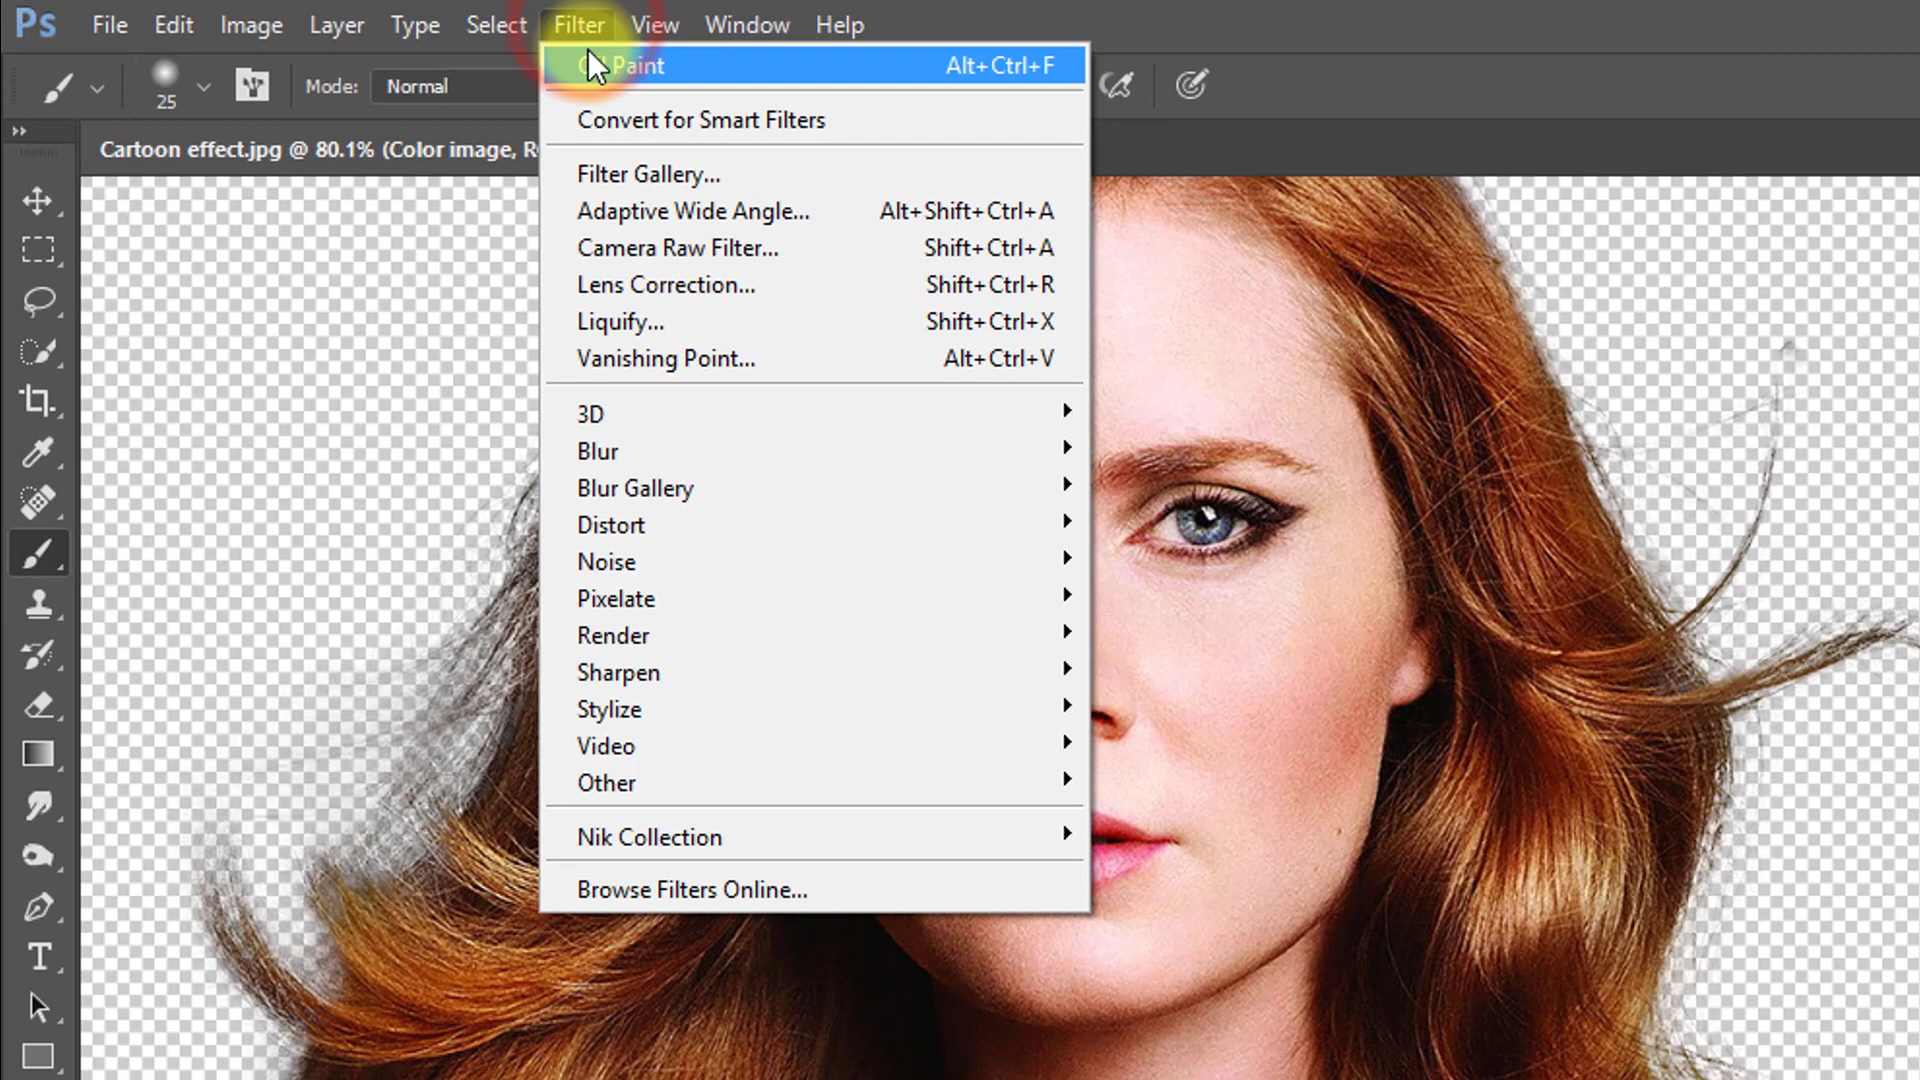 Ps File Edit Image Layer Type Select Filter View Window Help
Paint Alt+Ctrl+F
25 Mode: Normal
Convert for Smart Filters
Cartoon effect.jpg @ 80.1% (Color image, R
Filter Gallery...
Adaptive Wide Angle... Alt+Shift+Ctrl+A
Camera Raw Filter... Shift+Ctrl+A
Lens Correction... Shift+Ctrl+R
Liquify... Shift+Ctrl+X
Vanishing Point... Alt+Ctrl+V
3D
Blur
Blur Gallery
Distort
Noise
Pixelate
Render
Sharpen
Stylize
Video
Other
Nik Collection
Browse Filters Online...